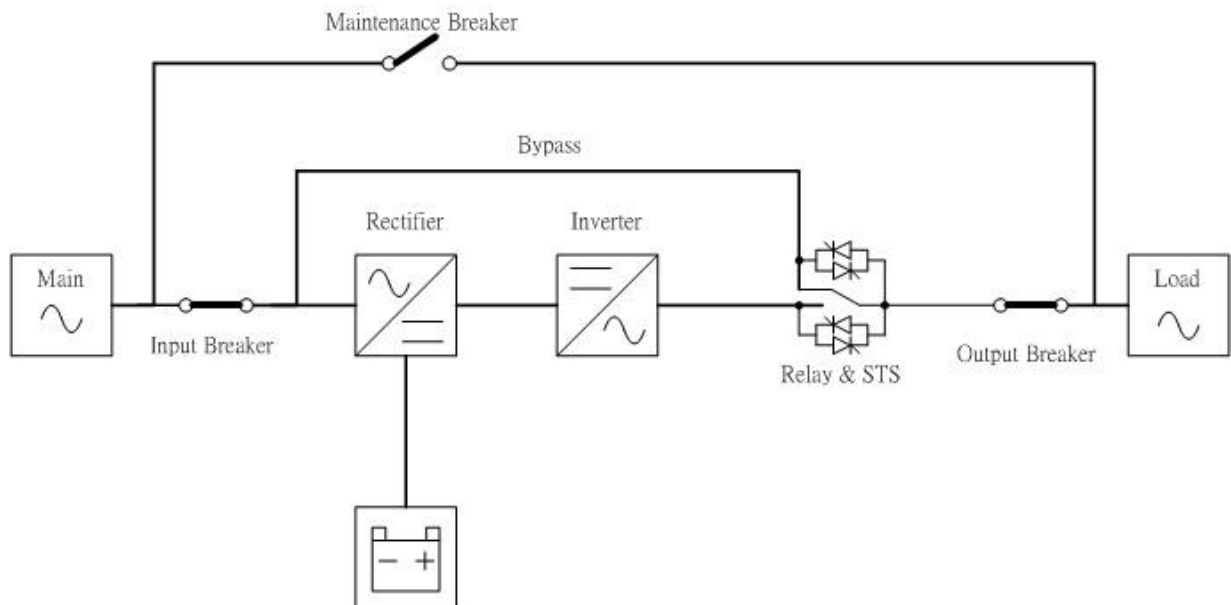 Maintenance Breaker
Bypass
Rectifier
Inverter
Main
Load
Input Breaker
Output Breaker
Relay & STS
- +